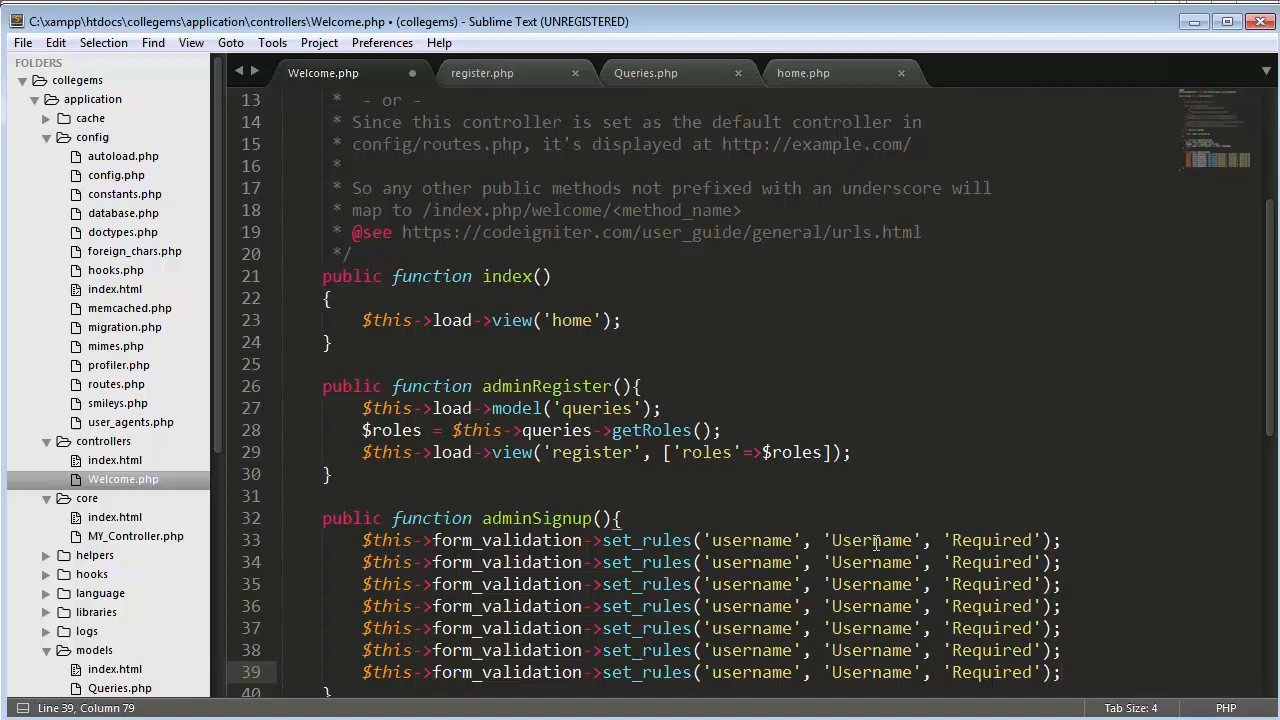 C:\xampp\htdocs\collegems\application\controllers\Welcome.php • (collegems) - Sublime Text (UNREGISTERED)
File Edit Selection Find View Goto Tools Project Preferences Help
FOLDERS
collegems
application
cache
config
autoload.php
config.php
constants.php
database.php
doctypes.php
foreign_chars.php
hooks.php
index.html
memcached.php
migration.php
mimes.php
profiler.php
routes.php
smileys.php
user_agents.php
controllers
index.html
Welcome.php
core
index.html
MY_Controller.php
helpers
hooks
language
libraries
logs
models
index.html
Queries.php
Welcome.php register.php Queries.php home.php
13 * - or -
14 * Since this controller is set as the default controller in
15 * config/routes.php, it's displayed at http://example.com/
16 *
17 * So any other public methods not prefixed with an underscore will
18 * map to /index.php/welcome/<method_name>
19 * @see https://codeigniter.com/user_guide/general/urls.html
20 */
21 public function index()
22 {
23 $this->load->view('home');
24 }
25
26 public function adminRegister(){
27 $this->load->model('queries');
28 $roles = $this->queries->getRoles();
29 $this->load->view('register', ['roles'=>$roles]);
30 }
31
32 public function adminSignup(){
33 $this->form_validation->set_rules('username', 'Username', 'Required');
34 $this->form_validation->set_rules('username', 'Username', 'Required');
35 $this->form_validation->set_rules('username', 'Username', 'Required');
36 $this->form_validation->set_rules('username', 'Username', 'Required');
37 $this->form_validation->set_rules('username', 'Username', 'Required');
38 $this->form_validation->set_rules('username', 'Username', 'Required');
39 $this->form_validation->set_rules('username', 'Username', 'Required');
40 }
Line 39, Column 79 Tab Size: 4 PHP